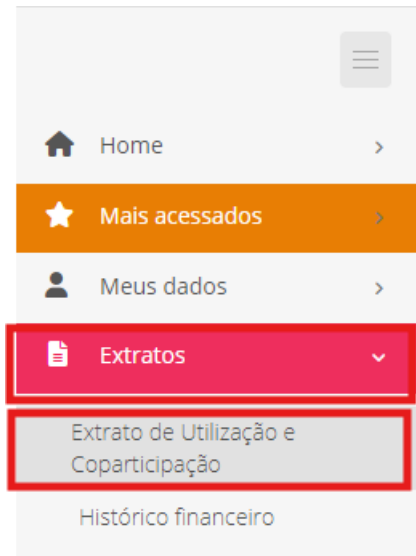 Home
Mais acessados
Meus dados
Extratos
Extrato de Utilização e
Coparticipação
Histórico financeiro